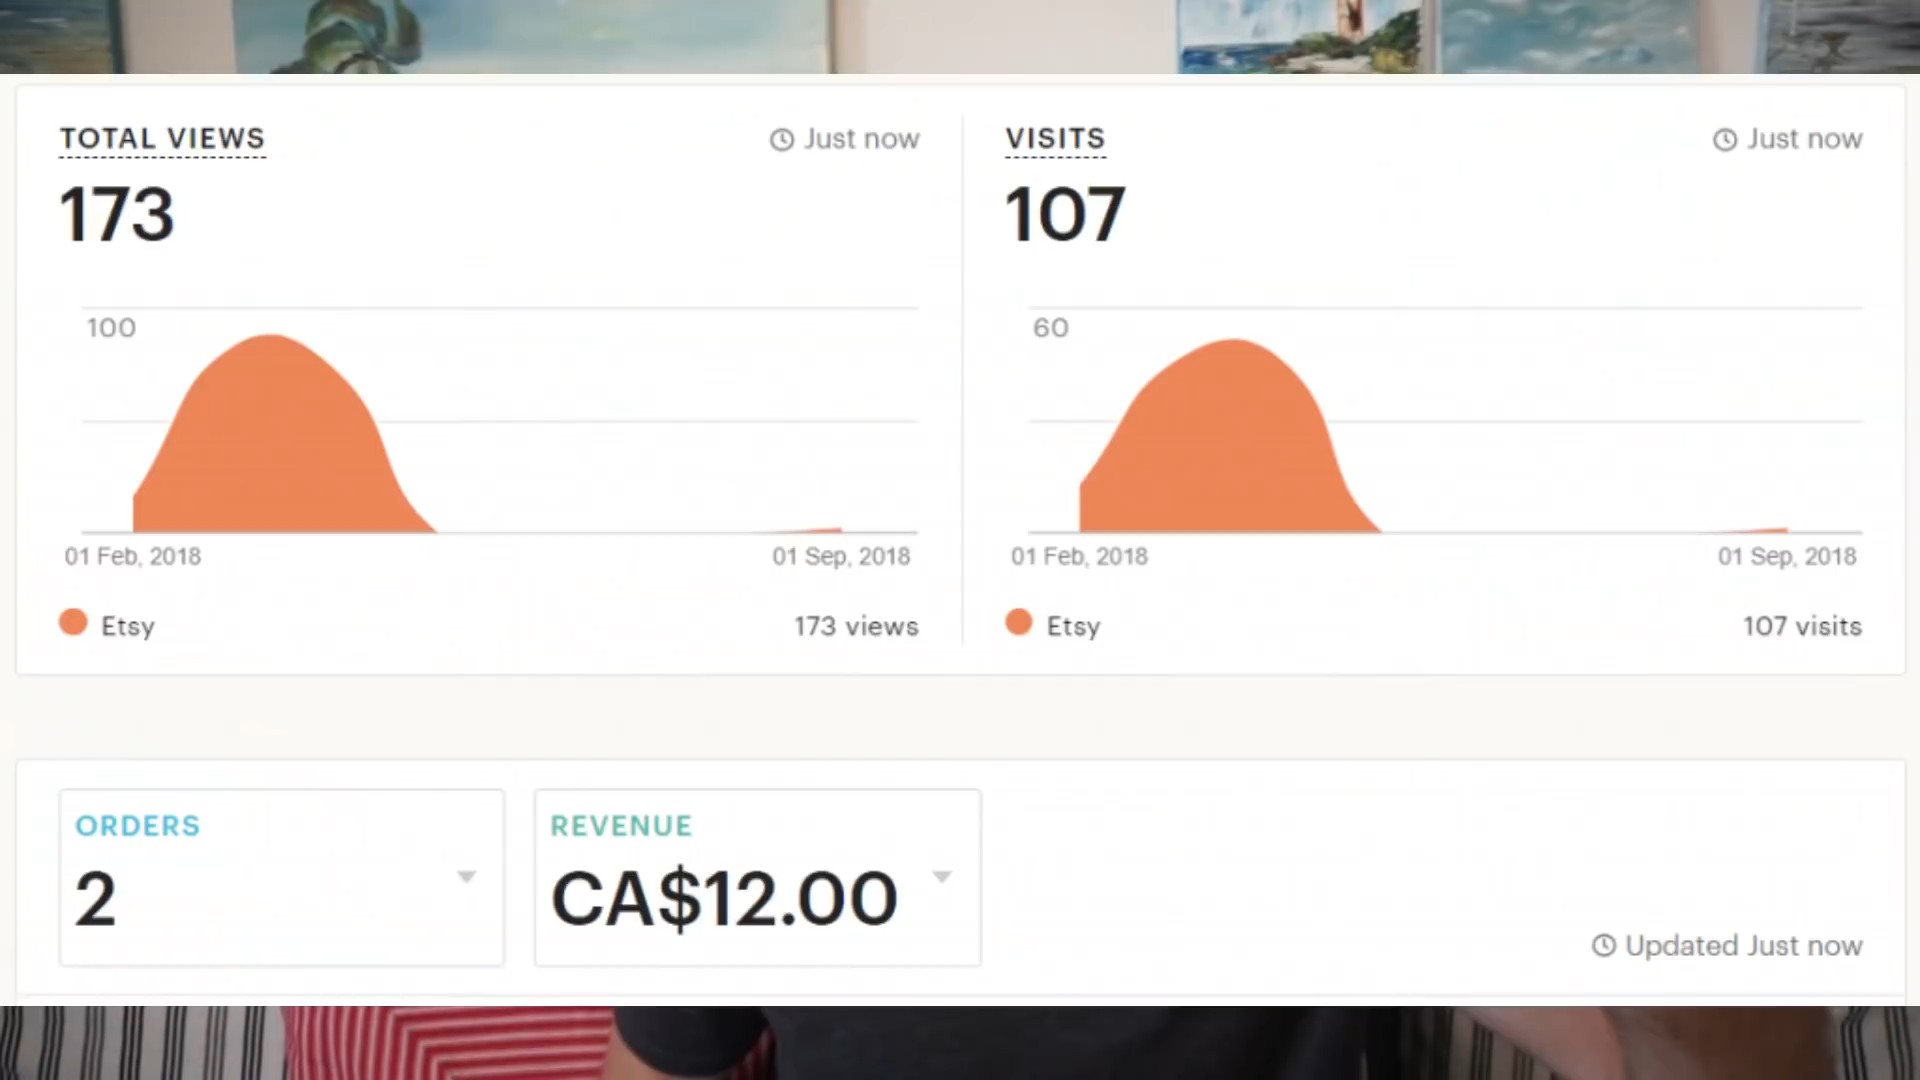 TOTAL VIEWS
Just now
173
100
01 Feb, 2018
01 Sep, 2018
Etsy
173 views
VISITS
Just now
107
60
01 Feb, 2018
01 Sep, 2018
Etsy
107 visits
ORDERS
2
REVENUE
CA$12.00
Updated Just now